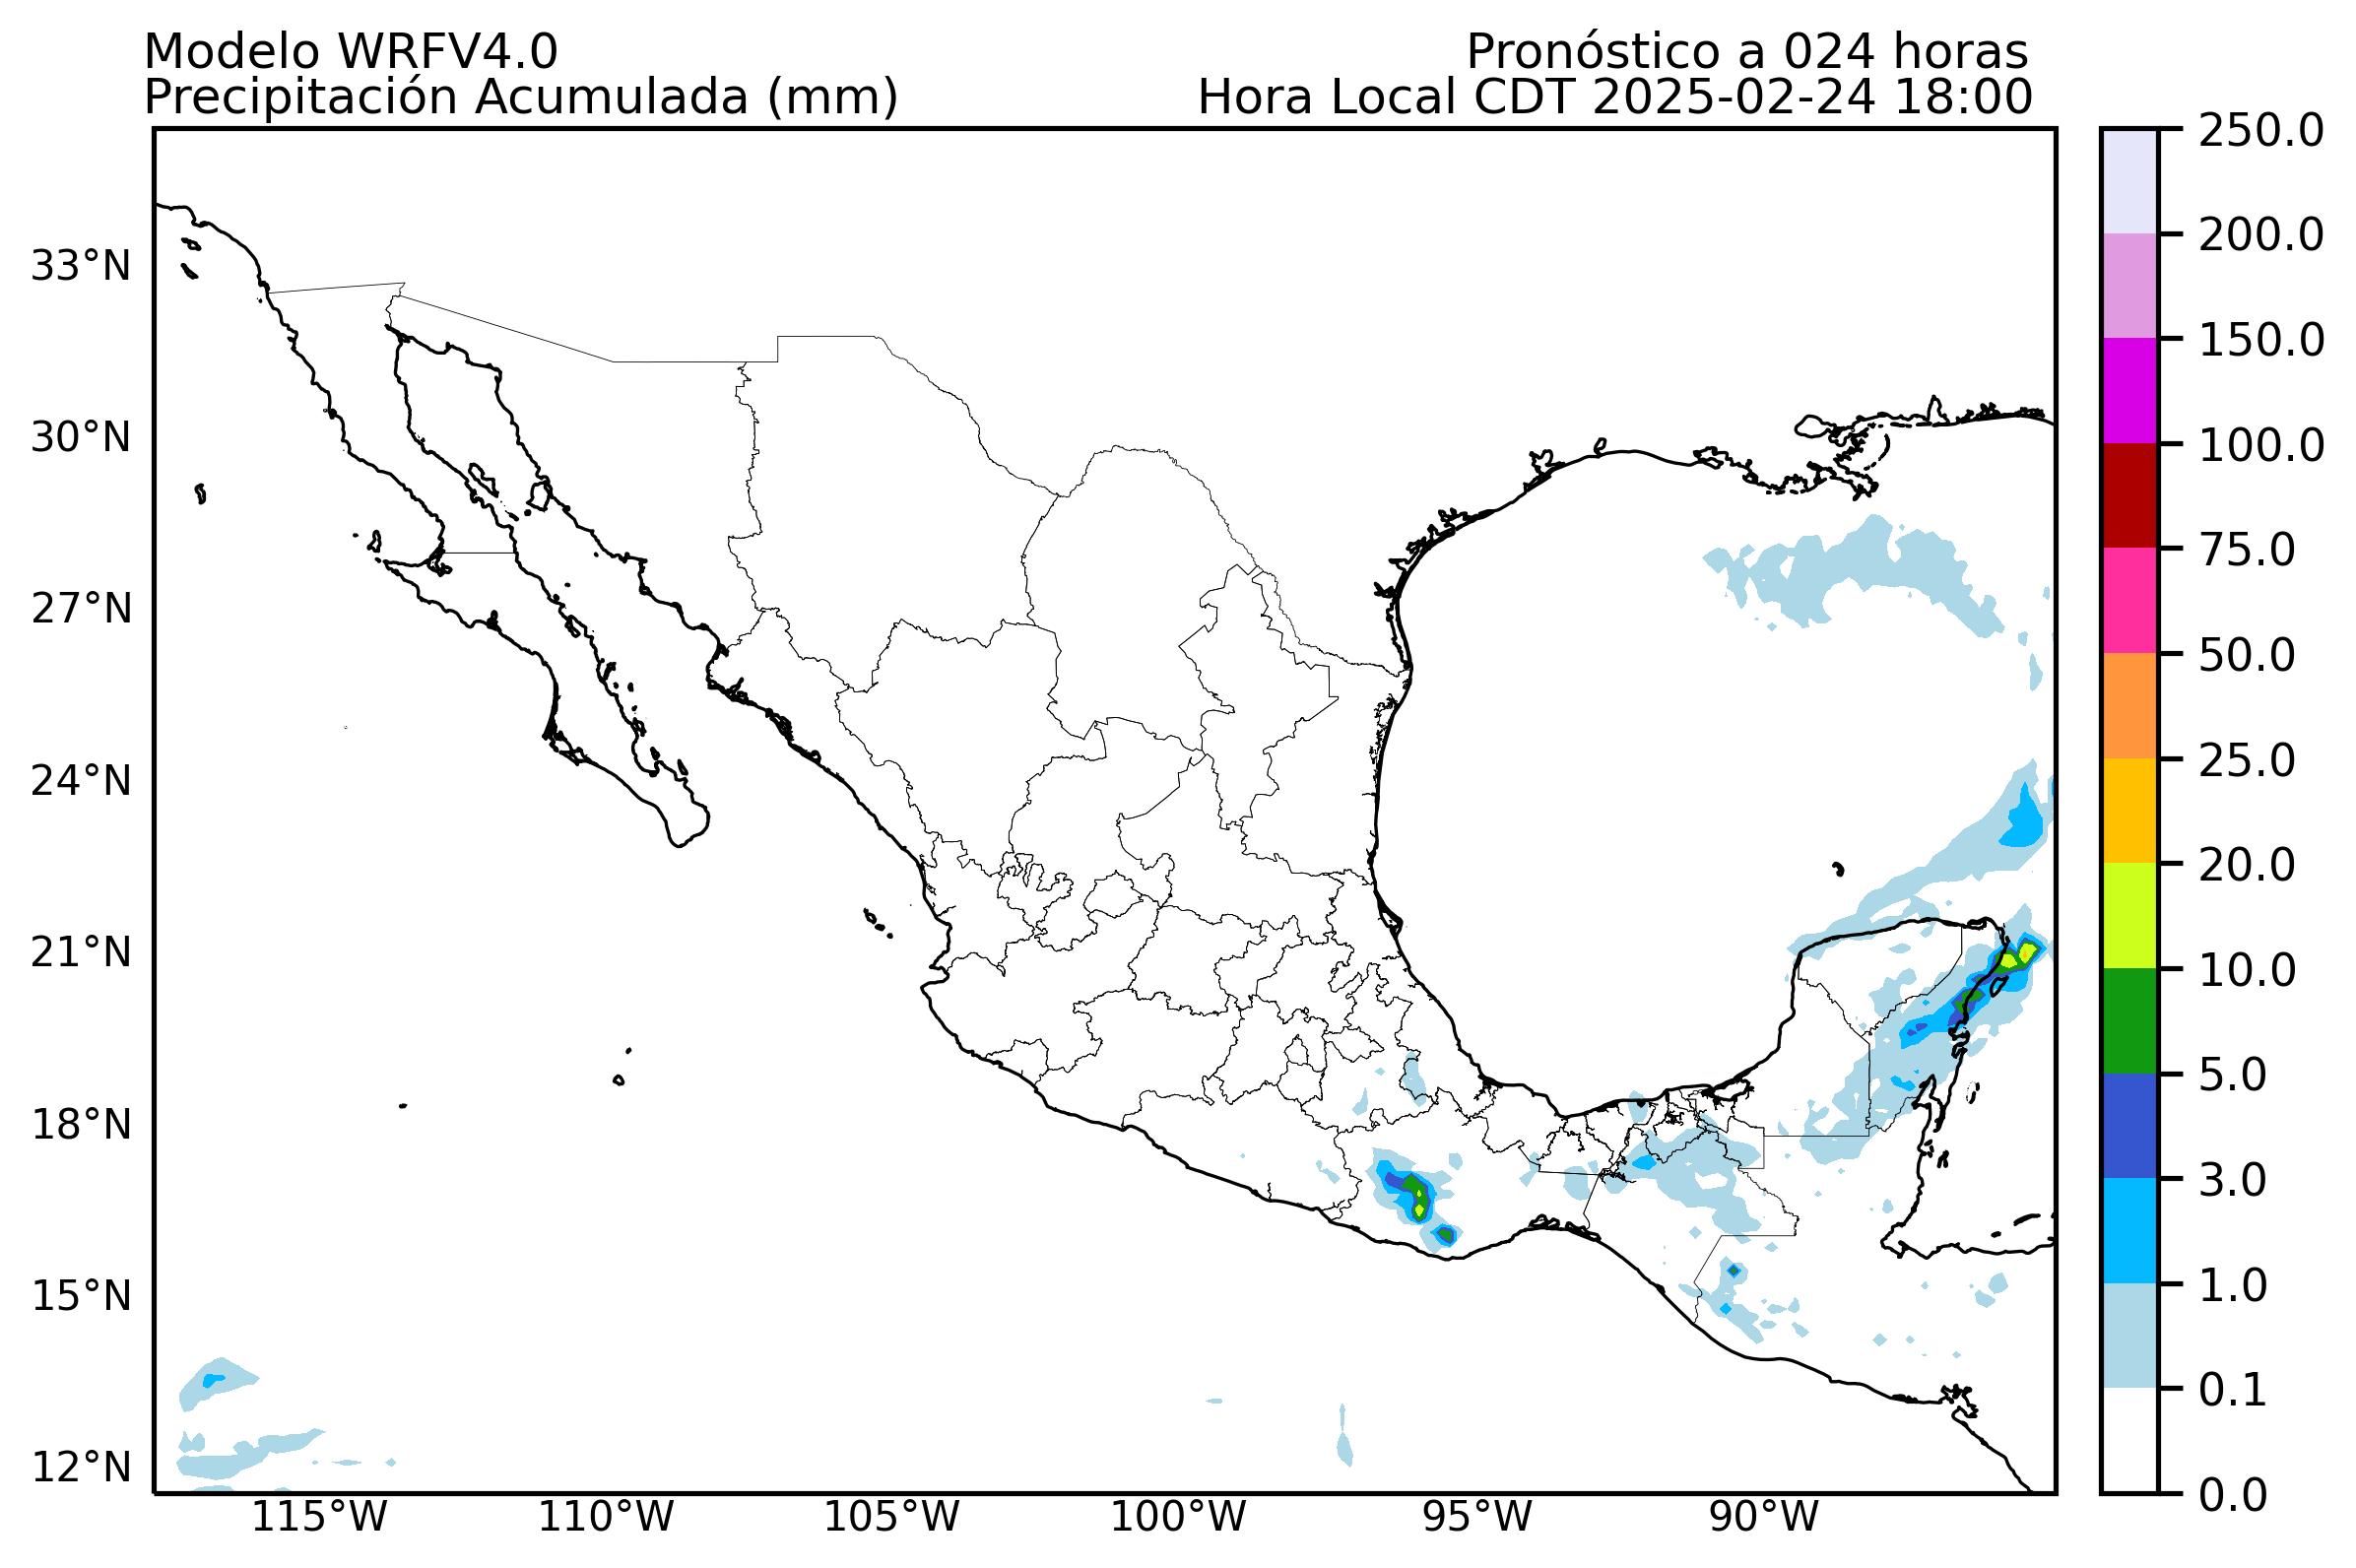 Modelo WRFV4.0
Precipitación Acumulada (mm)
Pronóstico a 024 horas
Hora Local CDT 2025-02-24 18:00
33°N
30°N
27°N
24°N
21°N
18°N
15°N
12°N
115°W
110°W
105°W
100°W
95°W
90°W
250.0
200.0
150.0
100.0
75.0
50.0
25.0
20.0
10.0
5.0
3.0
1.0
0.1
0.0